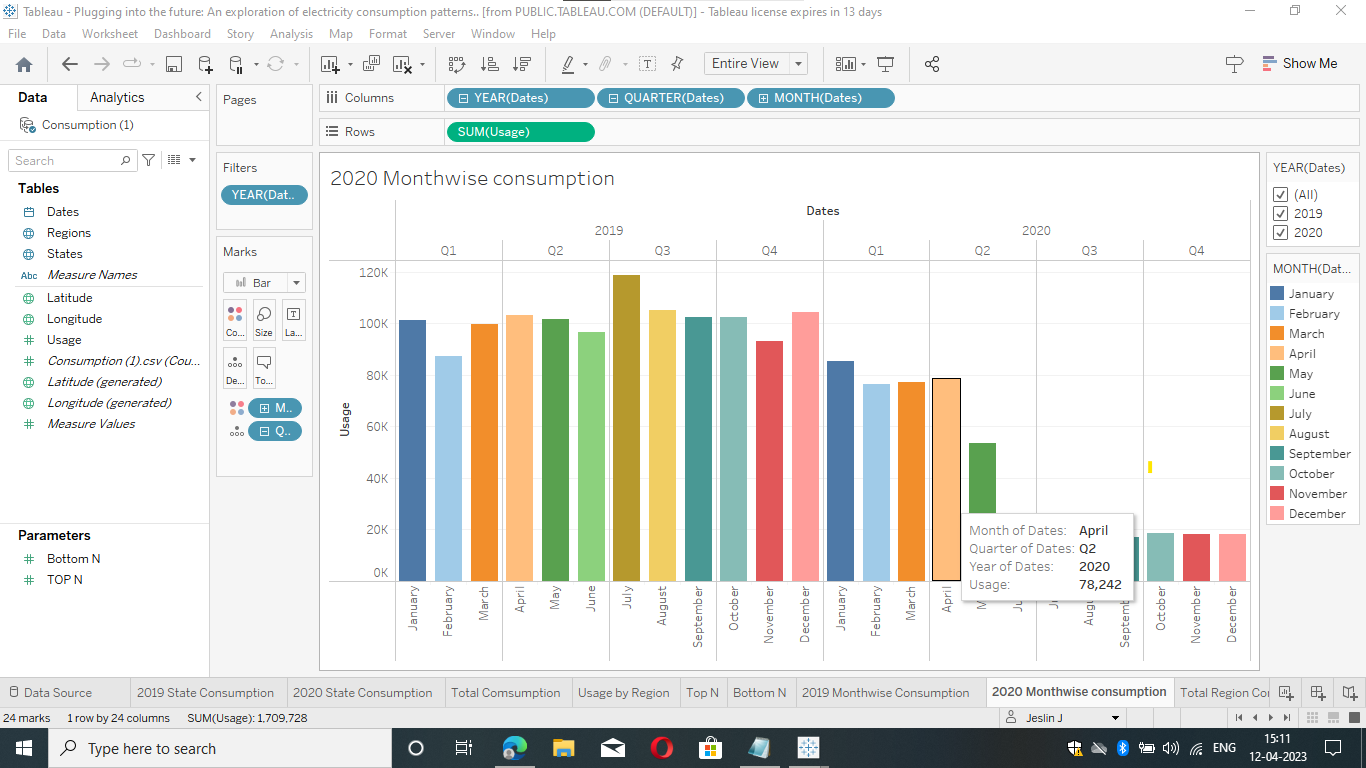 Tableau - Plugging into the future: An exploration of electricity consumption patterns.. [from PUBLIC.TABLEAU.COM (DEFAULT)] - Tableau license expires in 13 days
File Data Worksheet Dashboard Story Analysis Map Format Server Window Help
Entire View
Show Me
Data Analytics
Consumption (1)
Search
Tables
Dates
Regions
States
Abc Measure Names
Latitude
Longitude
Usage
Consumption (1).csv (Cou...
Latitude (generated)
Longitude (generated)
Measure Values
Parameters
Bottom N
TOP N
Pages
Filters
YEAR(Dat..
Marks
Bar
Co... Size La...
De... To...
M..
Q..
Columns YEAR(Dates) QUARTER(Dates) MONTH(Dates)
Rows SUM(Usage)
2020 Monthwise consumption
Dates
2019 2020
Q1 Q2 Q3 Q4 Q1 Q2 Q3 Q4
Usage
120K
100K
80K
60K
40K
20K
0K
January February March April May June July August September October November December January February March April
October November December
Month of Dates: April
Quarter of Dates: Q2
Year of Dates: 2020
Usage: 78,242
YEAR(Dates)
(All)
2019
2020
MONTH(Dat...
January
February
March
April
May
June
July
August
September
October
November
December
Data Source 2019 State Consumption 2020 State Consumption Total Comsumption Usage by Region Top N Bottom N 2019 Monthwise Consumption 2020 Monthwise consumption Total Region Co
24 marks 1 row by 24 columns SUM(Usage): 1,709,728 Jeslin J
Type here to search
ENG
15:11
12-04-2023